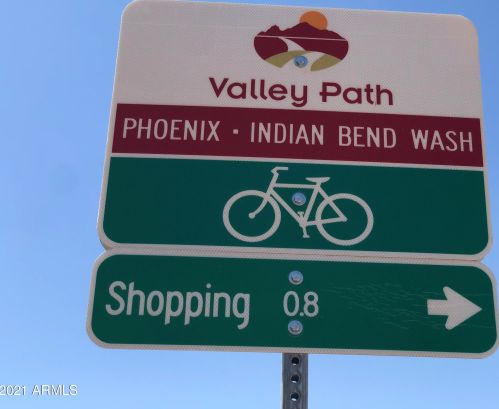 Valley Path
PHOENIX • INDIAN BEND WASH
Shopping 0.8
2021 ARMLS